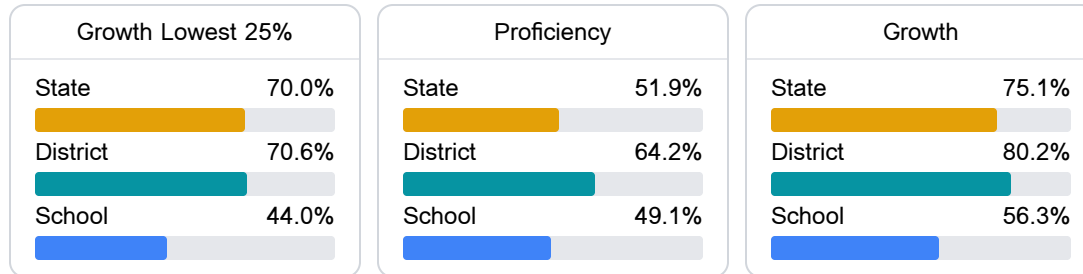 Growth Lowest 25%
State 70.0%
District 70.6%
School 44.0%
Proficiency
State 51.9%
District 64.2%
School 49.1%
Growth
State 75.1%
District 80.2%
School 56.3%